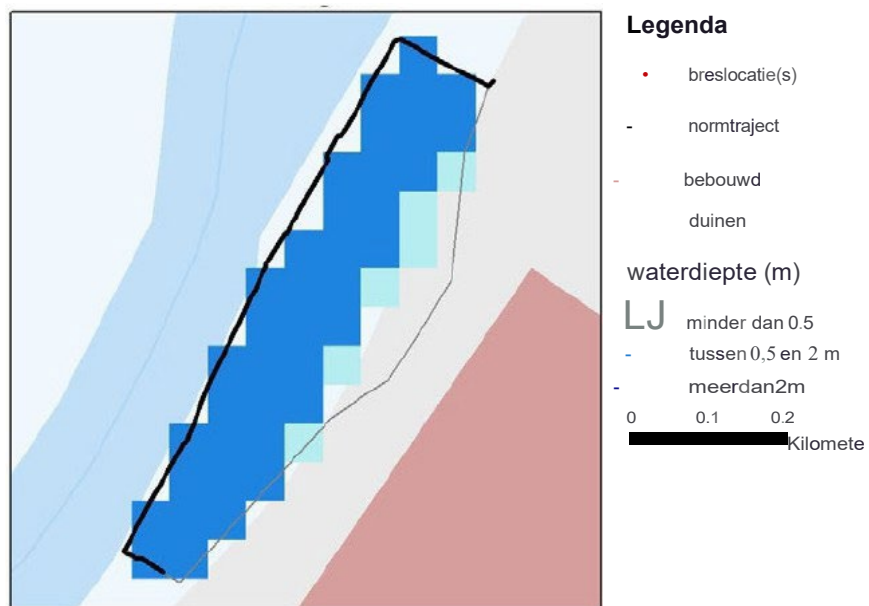 Legenda
breslocatie(s)
normtraject
bebouwd
duinen
waterdiepte (m)
LJ minder dan 0.5
tussen 0,5 en 2 m
meerdan2m
0 0.1 0.2
Kilomete